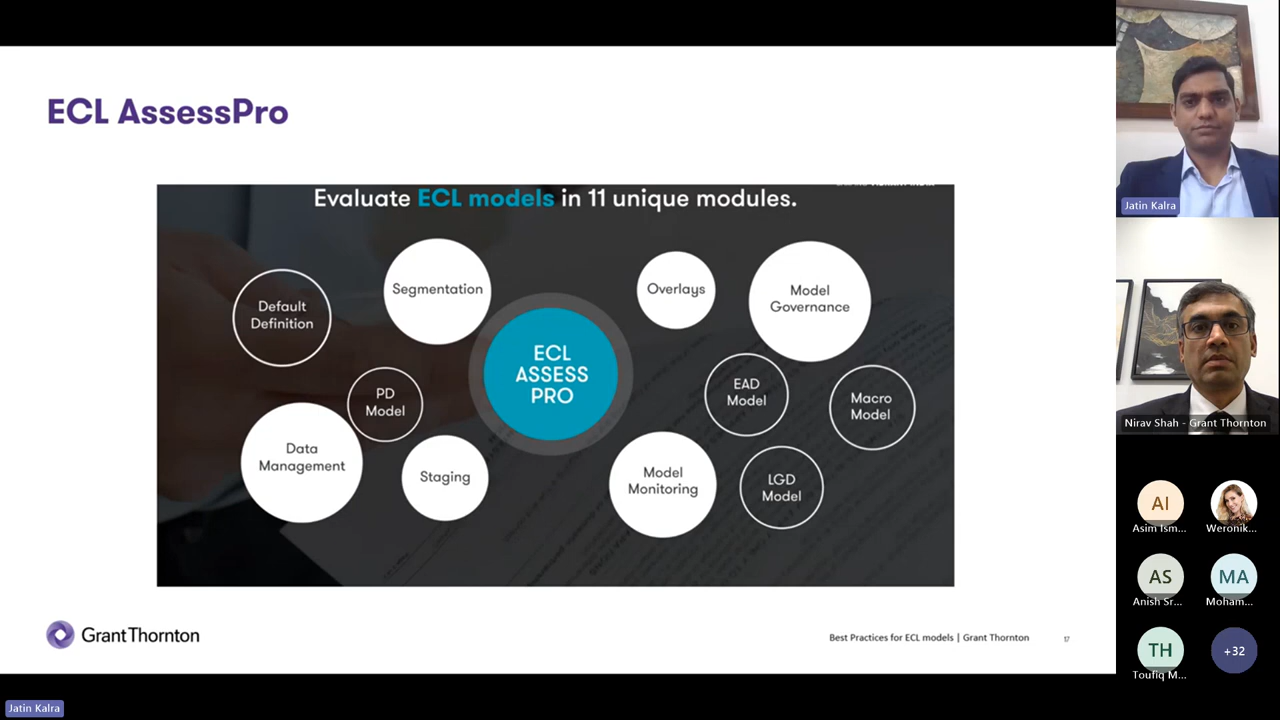 ECL AssessPro
Evaluate ECL models in 11 unique modules.
Default
Definition
Segmentation
PD
Model
Data
Management
Staging
ECL
ASSESS
PRO
Overlays
Model
Governance
EAD
Model
Macro
Model
Model
Monitoring
LGD
Model
Grant Thornton
Best Practices for ECL models | Grant Thornton
17
Jatin Kalra
Nirav Shah - Grant Thornton
AI
Asim Ism...
Weronik...
AS
Anish Sr...
MA
Moham...
TH
Toufiq M...
+32
Jatin Kalra